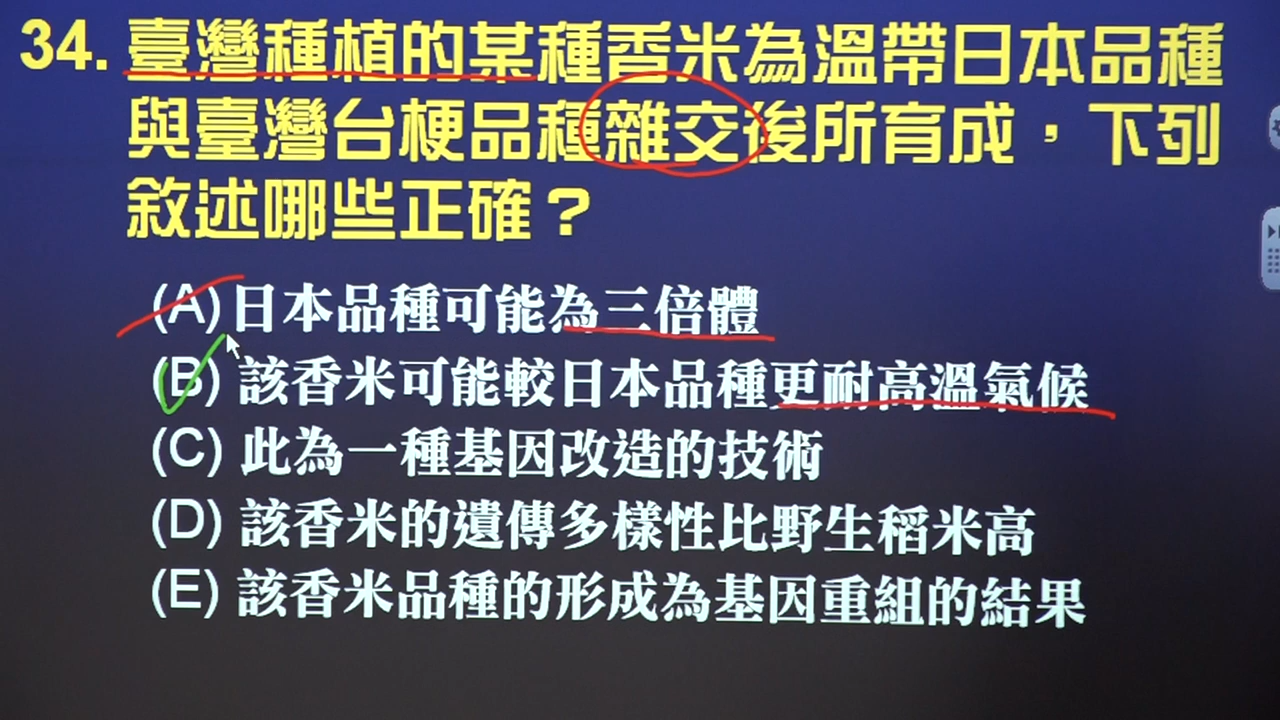 34. 臺灣種植的某種香米為溫帶日本品種
與臺灣台梗品種雜交後所育成，下列
敘述哪些正確？
(A) 日本品種可能為三倍體
(B) 該香米可能較日本品種更耐高溫氣候
(C) 此為一種基因改造的技術
(D) 該香米的遺傳多樣性比野生稻米高
(E) 該香米品種的形成為基因重組的結果